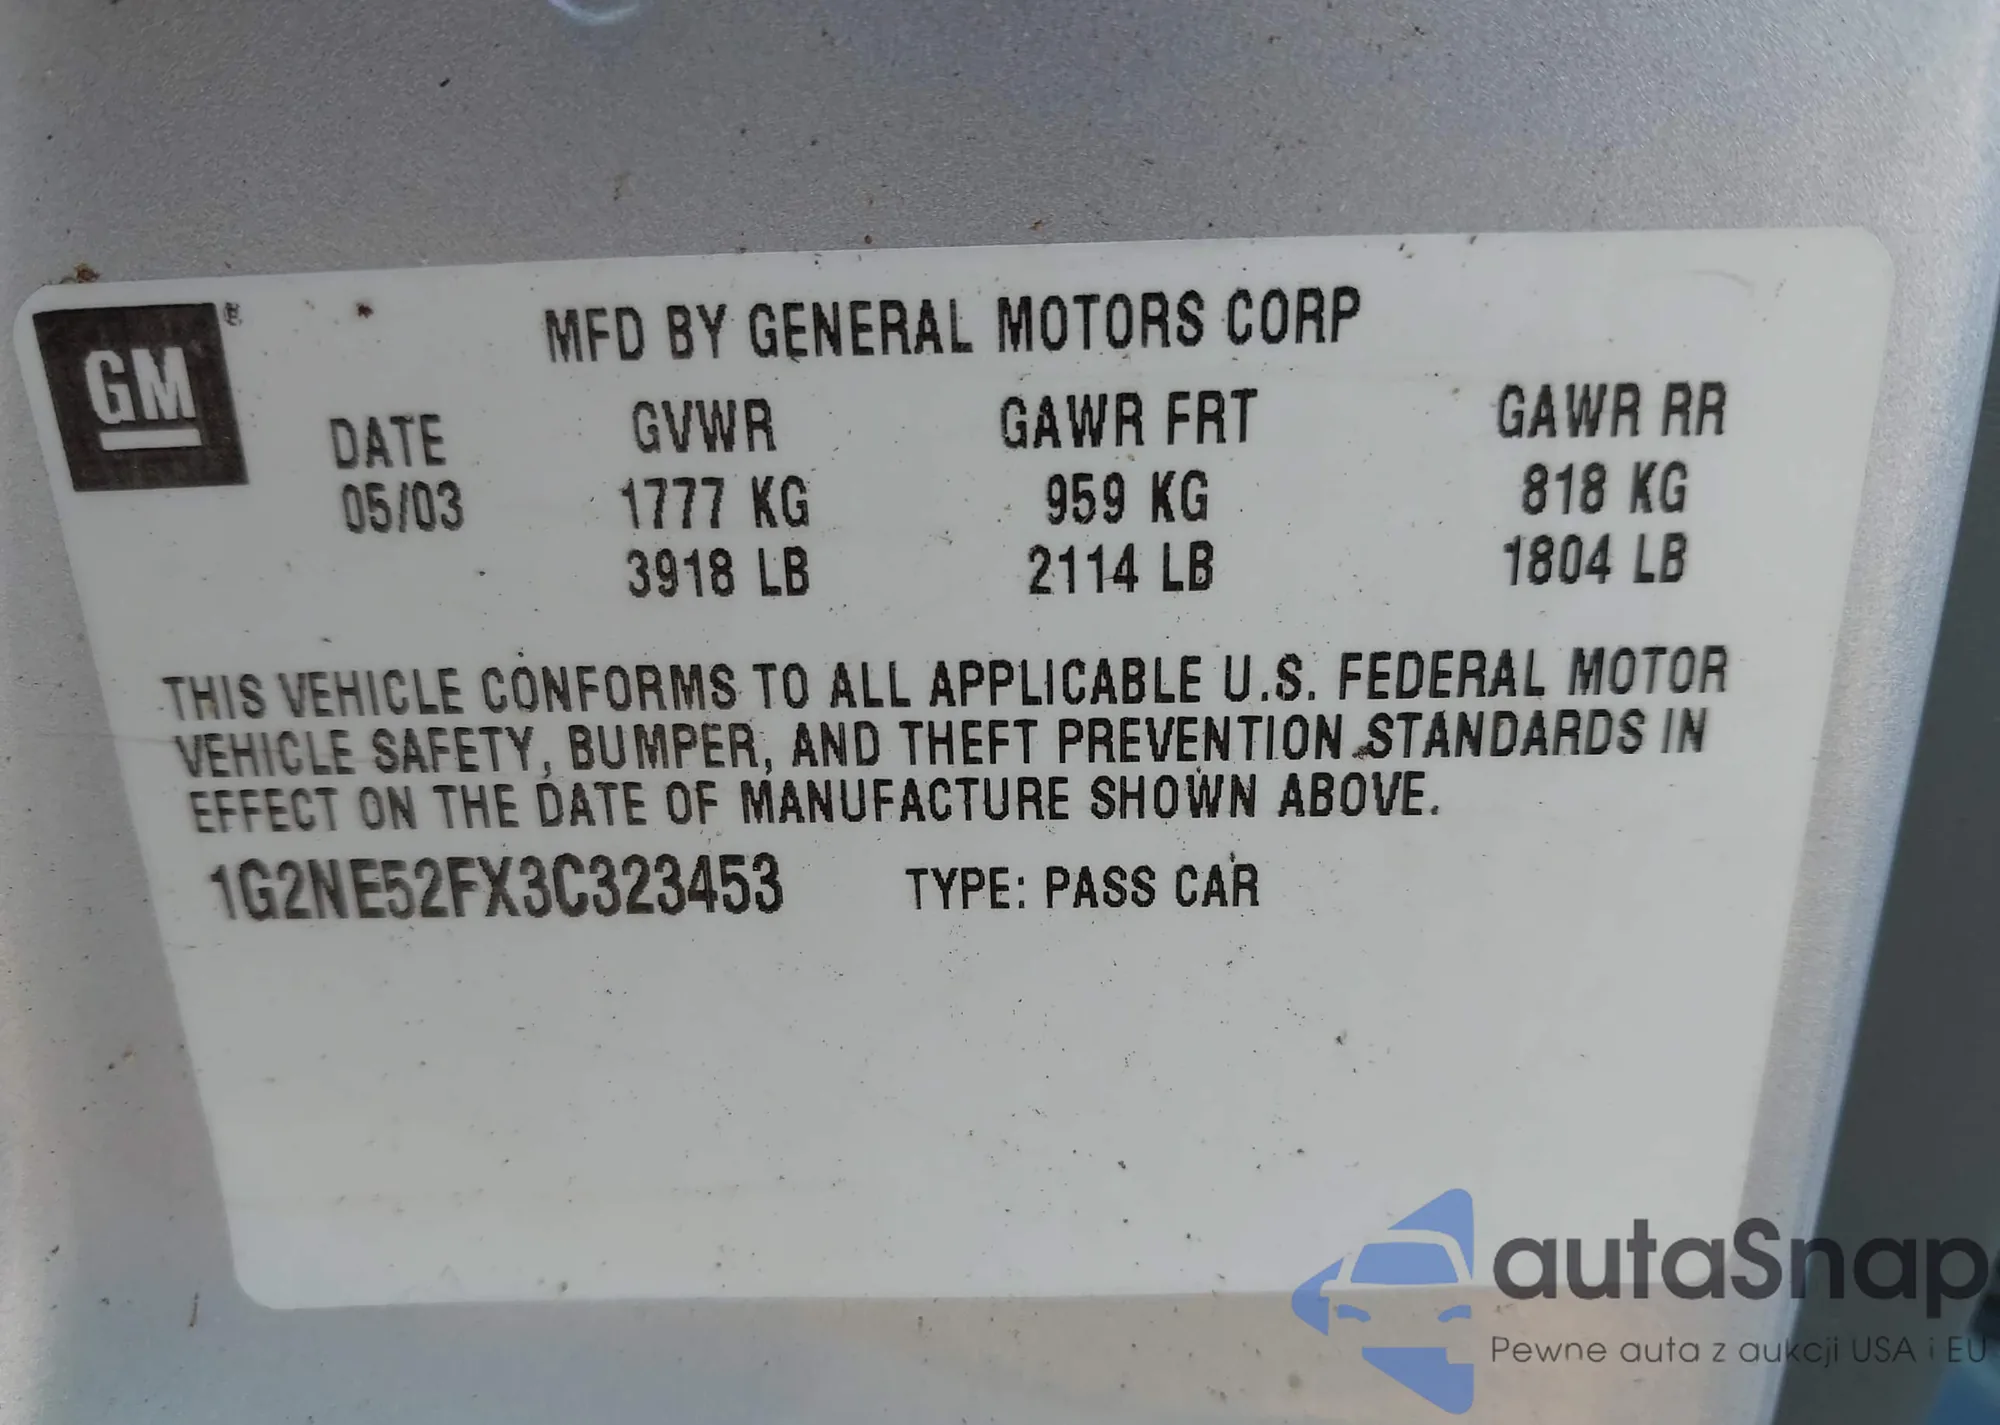 GM ®
MFD BY GENERAL MOTORS CORP
DATE GVWR GAWR FRT GAWR RR
05/03 1777 KG 959 KG 818 KG
3918 LB 2114 LB 1804 LB
THIS VEHICLE CONFORMS TO ALL APPLICABLE U.S. FEDERAL MOTOR
VEHICLE SAFETY, BUMPER, AND THEFT PREVENTION STANDARDS IN
EFFECT ON THE DATE OF MANUFACTURE SHOWN ABOVE.
1G2NE52FX3C323453 TYPE: PASS CAR
autaSnap
Pewne auta z aukcji USA i EU